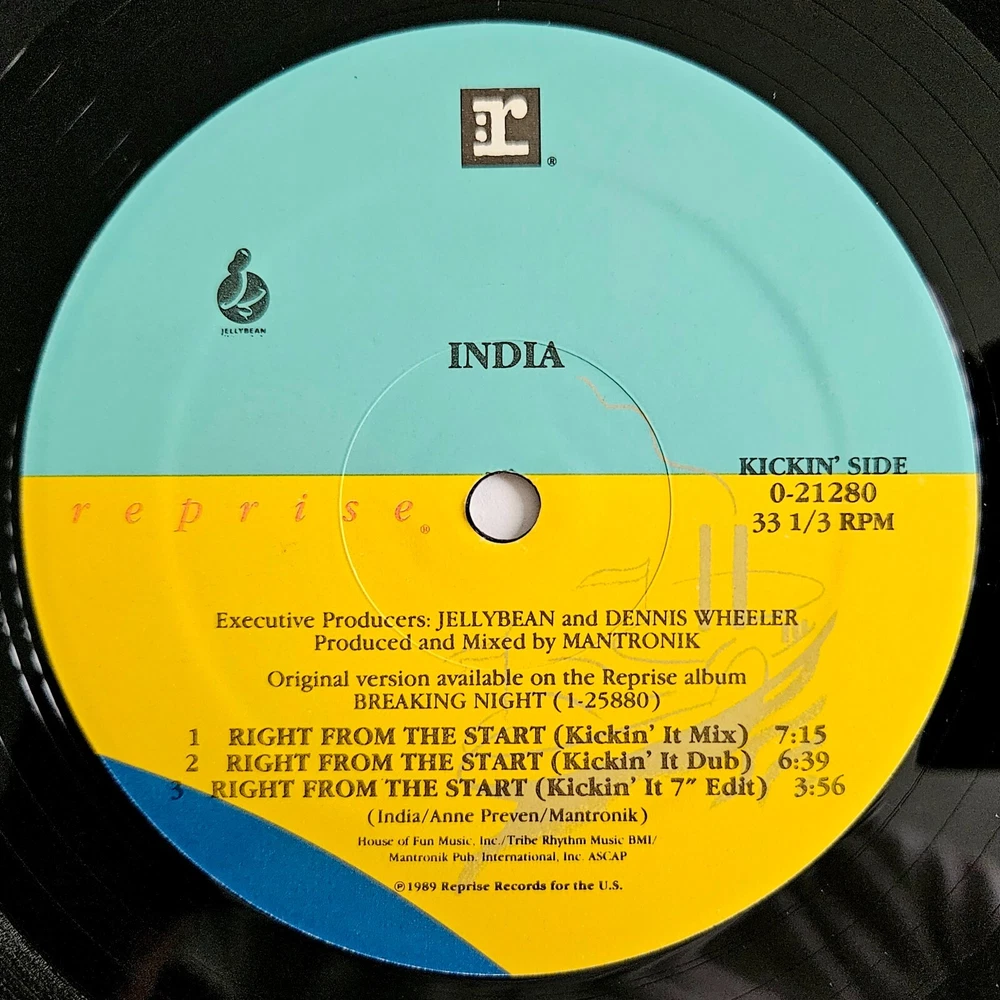 r®
JELLYBEAN
INDIA
KICKIN' SIDE
0-21280
33 1/3 RPM
reprise®
Executive Producers: JELLYBEAN and DENNIS WHEELER
Produced and Mixed by MANTRONIK
Original version available on the Reprise album
BREAKING NIGHT (1-25880)
1 RIGHT FROM THE START (Kickin' It Mix) 7:15
2 RIGHT FROM THE START (Kickin' It Dub) 6:39
3 RIGHT FROM THE START (Kickin' It 7″ Edit) 3:56
(India/Anne Preven/Mantronik)
House of Fun Music, Inc./Tribe Rhythm Music BMI/
Mantronik Pub. International, Inc. ASCAP
℗1989 Reprise Records for the U.S.